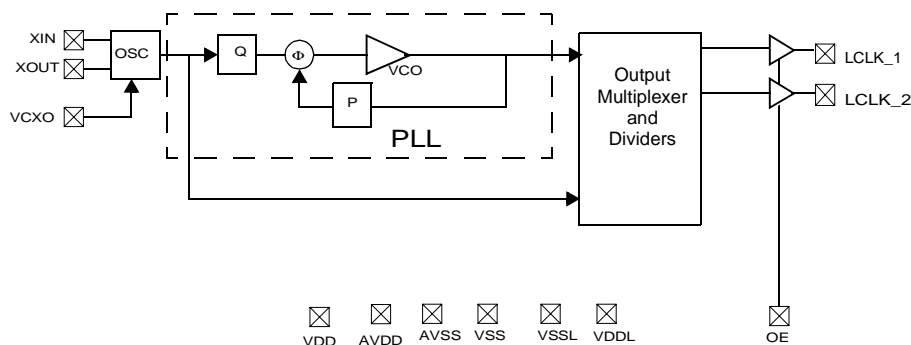 XIN
OSC
XOUT
VCXO
Q
Φ
VCO
P
PLL
Output
Multiplexer
and
Dividers
LCLK_1
LCLK_2
VDD
AVDD
AVSS
VSS
VSSL
VDDL
OE